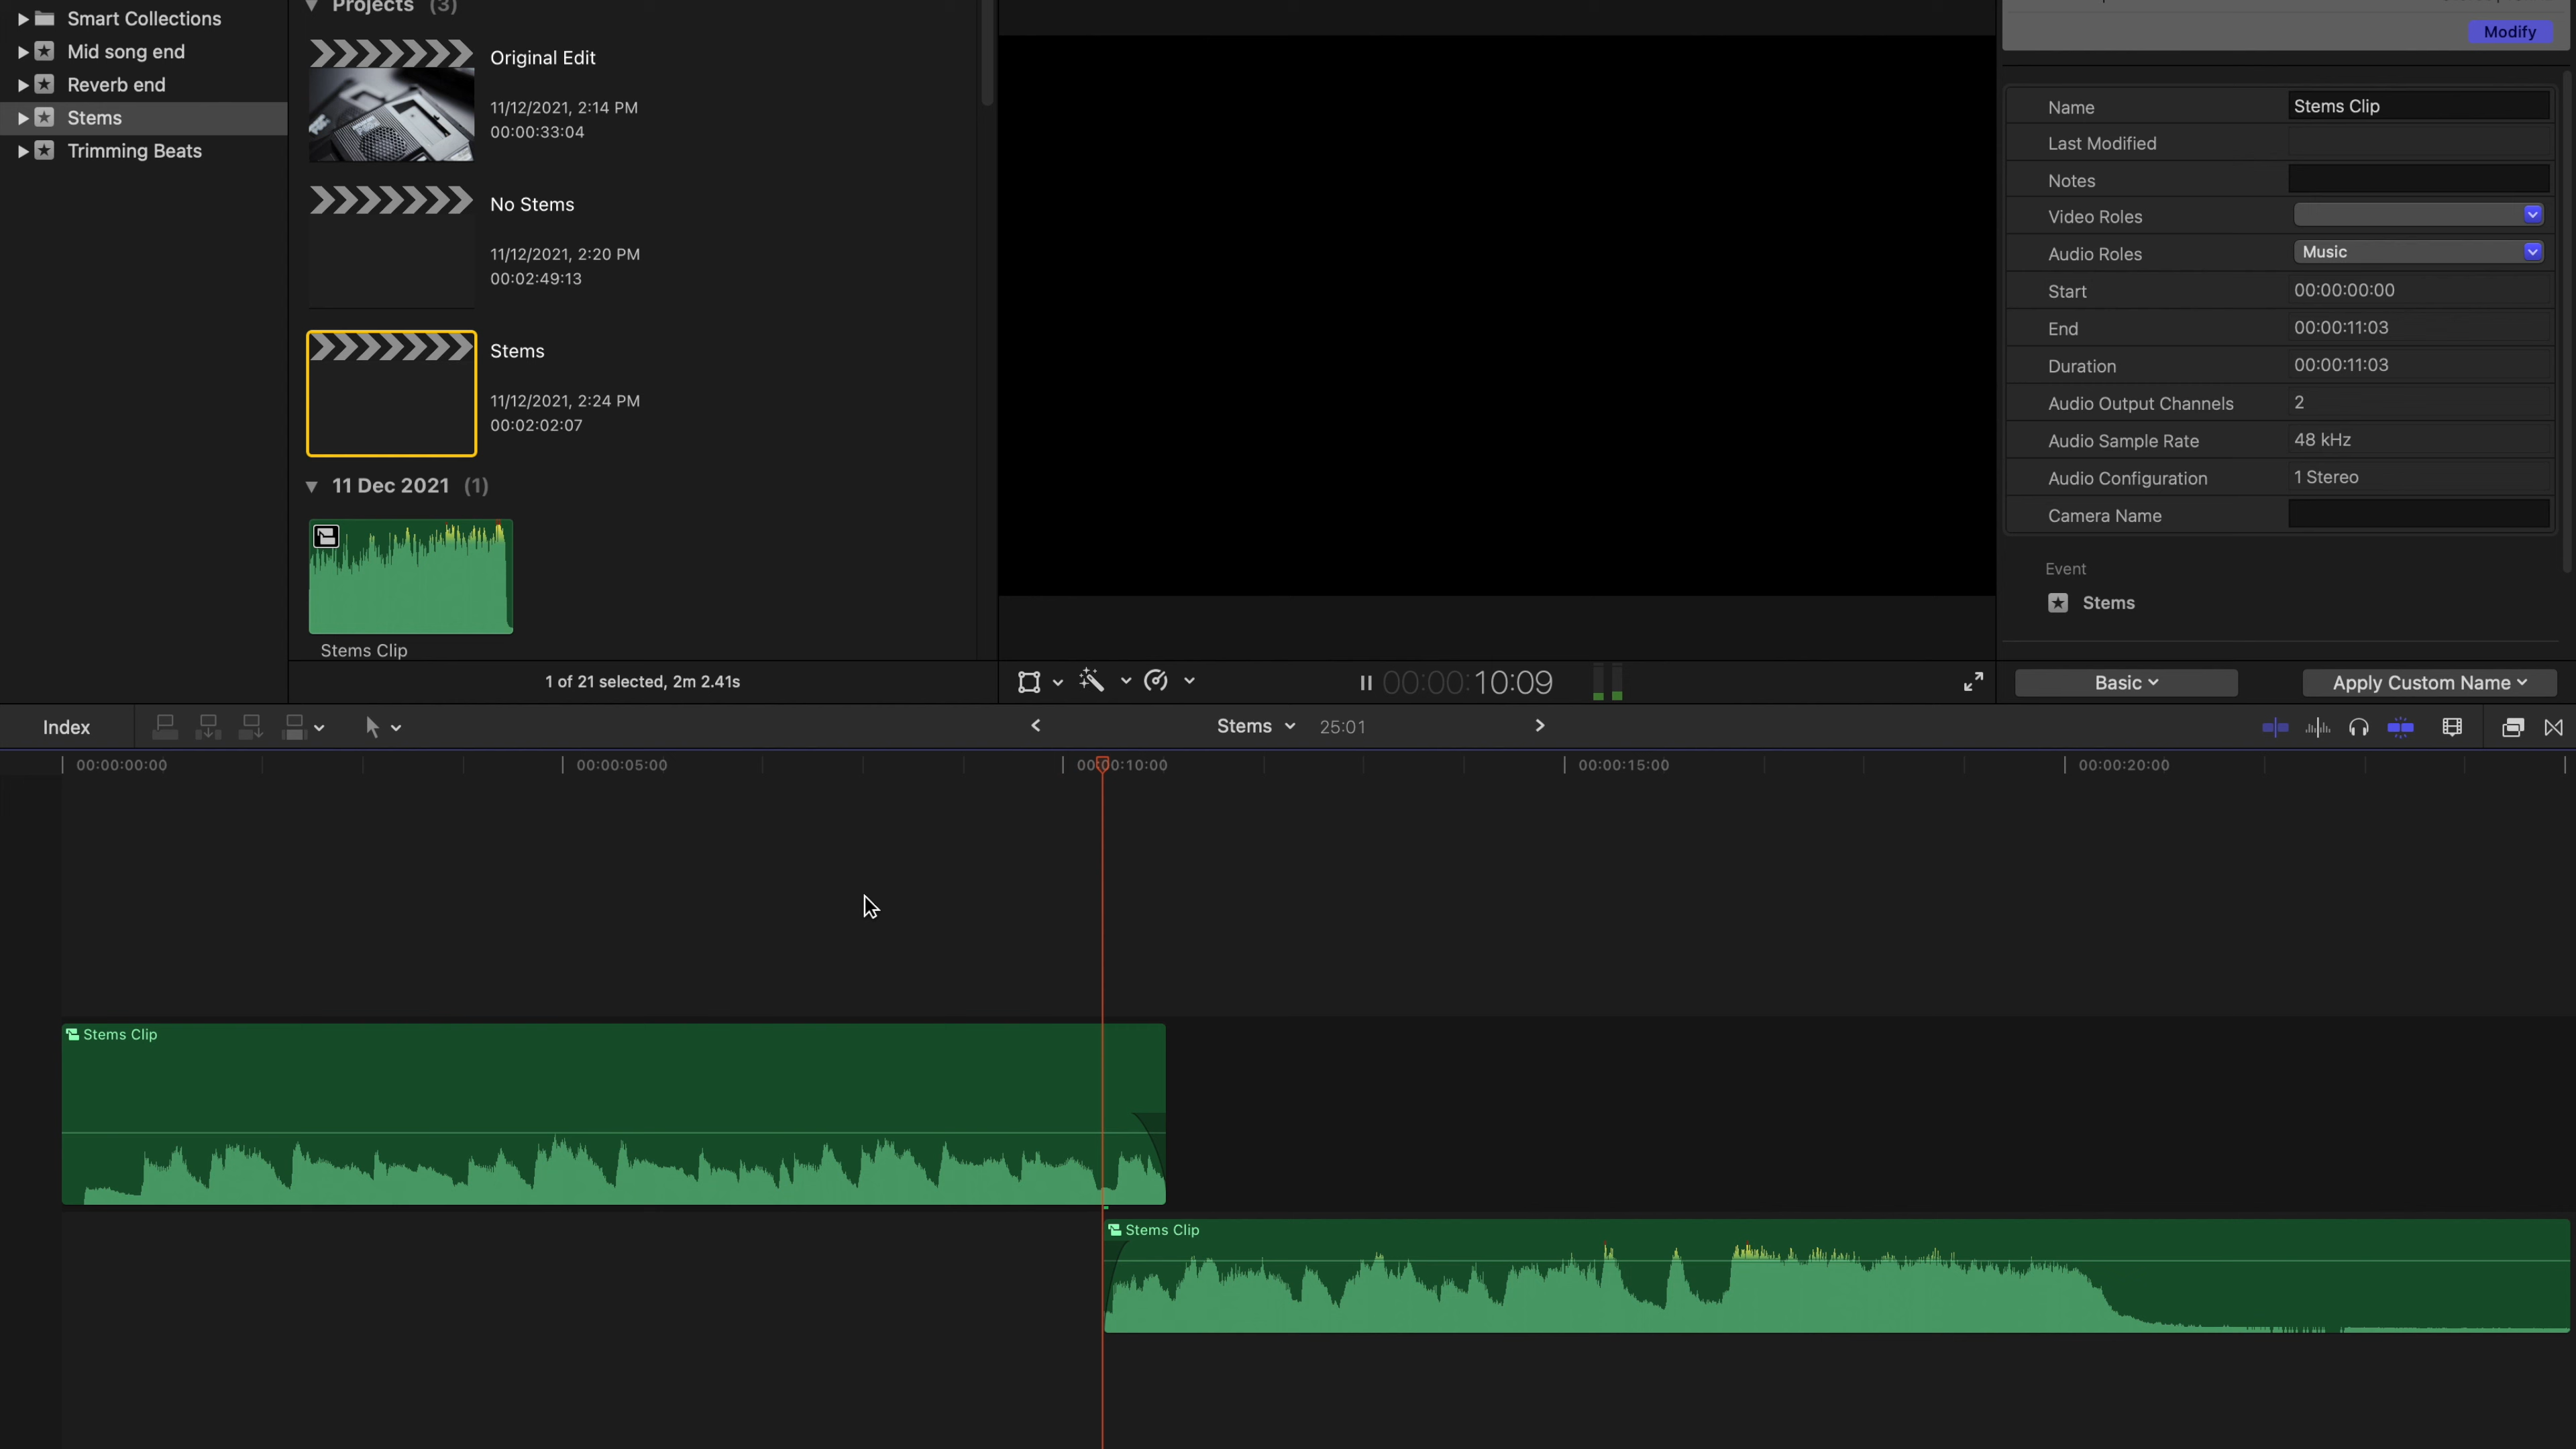 Smart Collections
Mid song end
Reverb end
Stems
Trimming Beats
Projects (3)
Original Edit
11/12/2021, 2:14 PM
00:00:33:04
No Stems
11/12/2021, 2:20 PM
00:02:49:13
Stems
11/12/2021, 2:24 PM
00:02:02:07
11 Dec 2021 (1)
Stems Clip
1 of 21 selected, 2m 2.41s
00:00:10:09
Modify
Name Stems Clip
Last Modified
Notes
Video Roles
Audio Roles Music
Start 00:00:00:00
End 00:00:11:03
Duration 00:00:11:03
Audio Output Channels 2
Audio Sample Rate 48 kHz
Audio Configuration 1 Stereo
Camera Name
Event
Stems
Basic Apply Custom Name
Index Stems 25:01
00:00:00:00 00:00:05:00 00:00:10:00 00:00:15:00 00:00:20:00
Stems Clip
Stems Clip